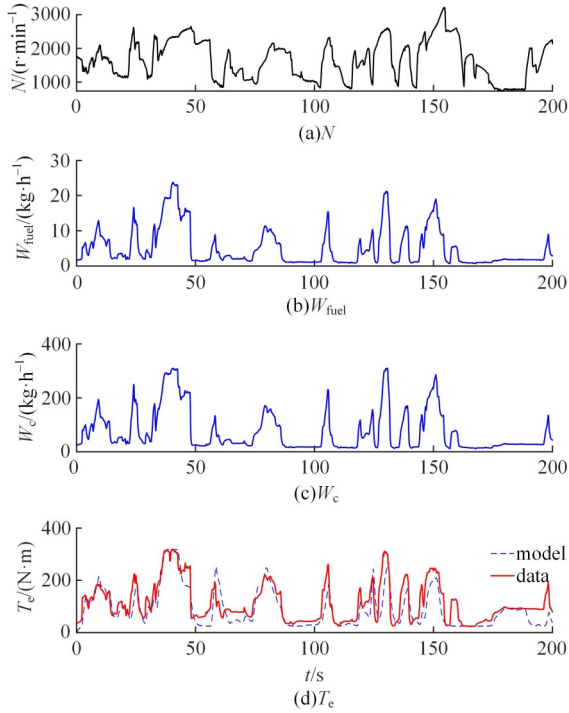 N/(r·min⁻¹)
3000
2000
1000
0 50 100 150 200
(a)N
W_fuel/(kg·h⁻¹)
30
20
10
0
0 50 100 150 200
(b)W_fuel
W_c/(kg·h⁻¹)
400
200
0
0 50 100 150 200
(c)W_c
T_e/(N·m)
400
200
0
model
data
0 50 100 150 200
t/s
(d)T_e